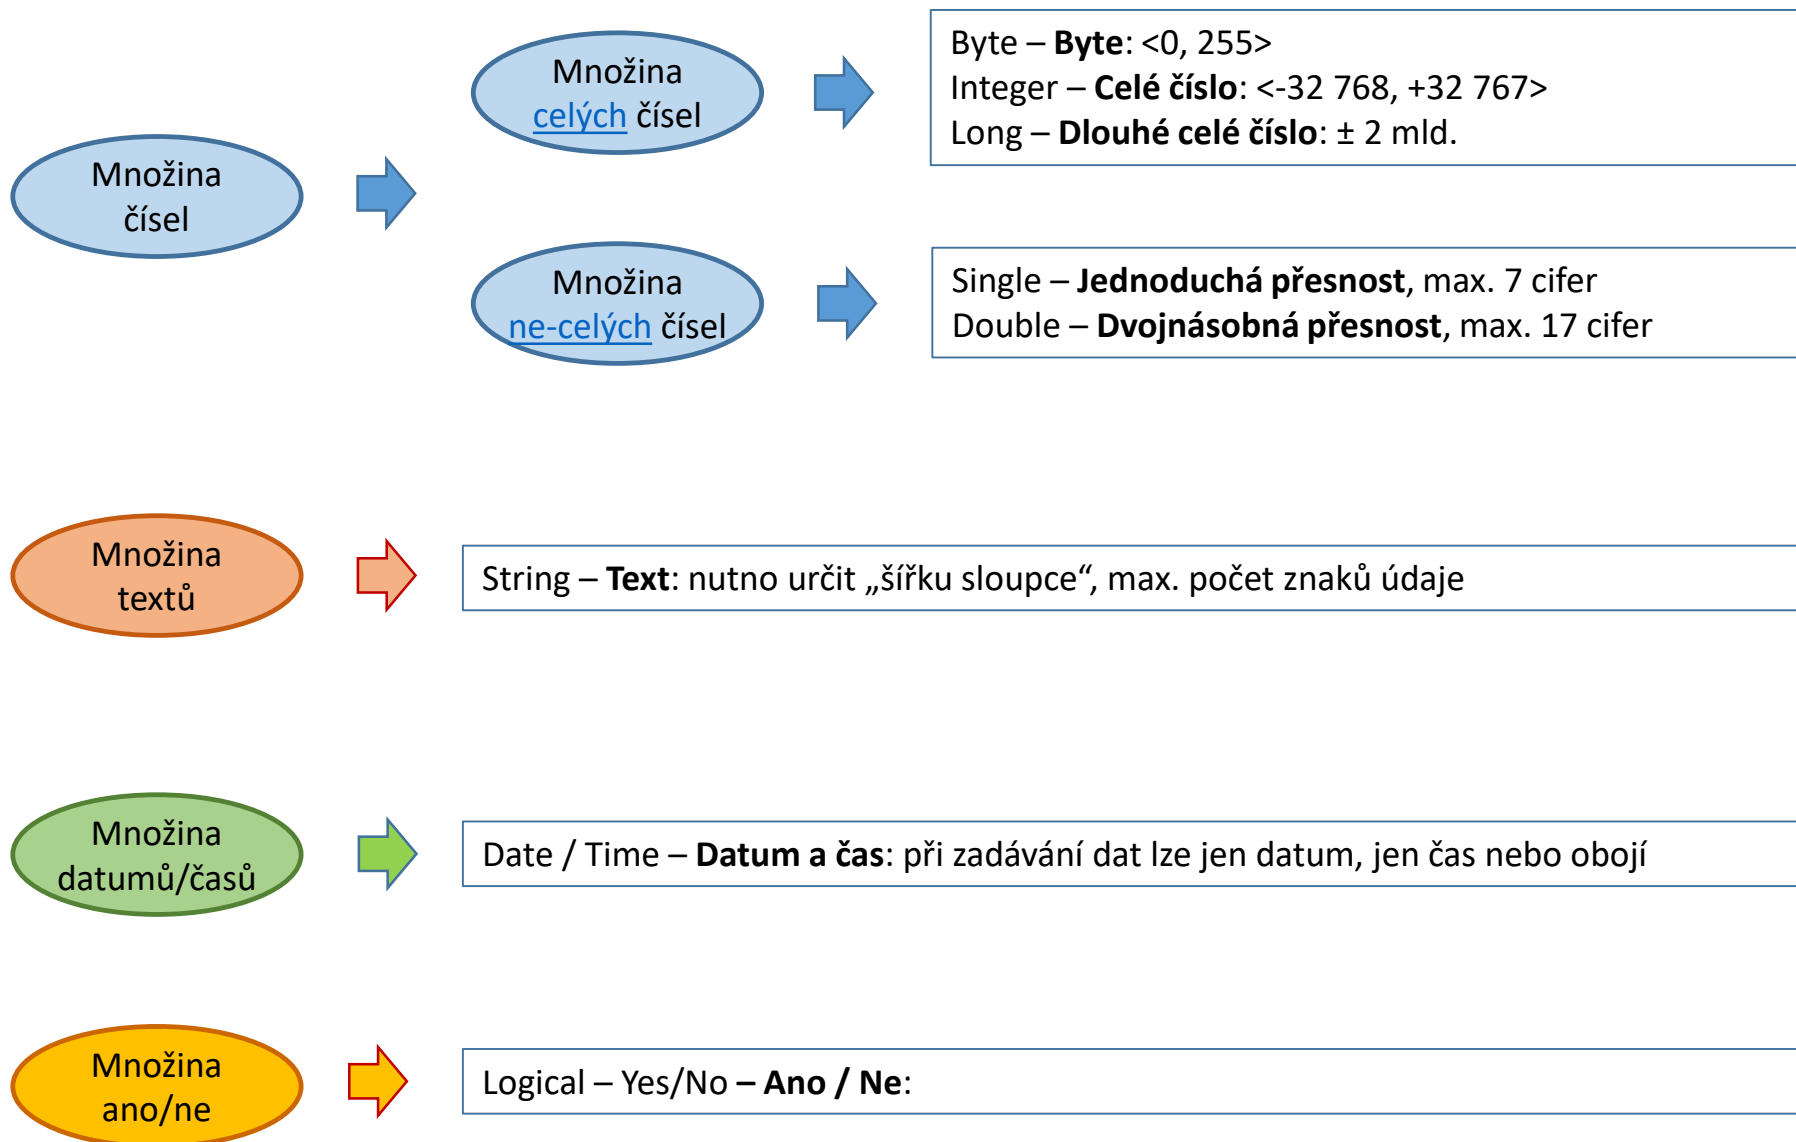 Množina
čísel
Množina
celých čísel
Byte – Byte: <0, 255>
Integer – Celé číslo: <-32 768, +32 767>
Long – Dlouhé celé číslo: ± 2 mld.
Množina
ne-celých čísel
Single – Jednoduchá přesnost, max. 7 cifer
Double – Dvojnásobná přesnost, max. 17 cifer
Množina
textů
String – Text: nutno určit „šířku sloupce“, max. počet znaků údaje
Množina
datumů/časů
Date / Time – Datum a čas: při zadávání dat lze jen datum, jen čas nebo obojí
Množina
ano/ne
Logical – Yes/No – Ano / Ne: